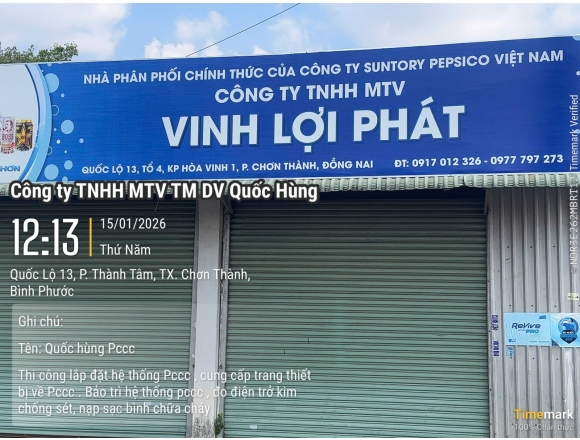 NHÀ PHÂN PHỐI CHÍNH THỨC CỦA CÔNG TY SUNTORY PEPSICO VIỆT NAM
CÔNG TY TNHH MTV
VINH LỢI PHÁT
QUỐC LỘ 13, TỔ 4, KP HÒA VINH 1, P. CHƠN THÀNH, ĐỒNG NAI
ĐT: 0917 012 326 - 0977 797 273
Công ty TNHH MTV TM DV Quốc Hùng
12:13
15/01/2026
Thứ Năm
Quốc Lộ 13, P. Thành Tâm, TX. Chơn Thành,
Bình Phước
Ghi chú:
Tên: Quốc hùng Pccc
Thi công lắp đặt hệ thống Pccc , cung cấp trang thiết
bị về Pccc . Bảo trì hệ thống pccc , đo điện trở kim
chống sét, nạp sạc bình chữa cháy
Revive
PRO
Timemark
100% Chân thực
Timemark Verified